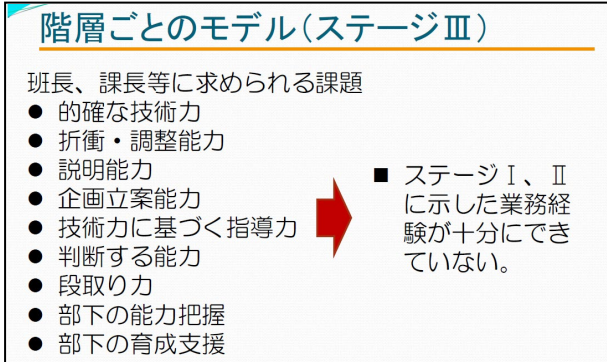 階層ごとのモデル（ステージⅢ）
班長、課長等に求められる課題
● 的確な技術力
● 折衝・調整能力
● 説明能力
● 企画立案能力
● 技術力に基づく指導力
● 判断する能力
● 段取り力
● 部下の能力把握
● 部下の育成支援
■ ステージⅠ、Ⅱ
に示した業務経
験が十分にでき
ていない。